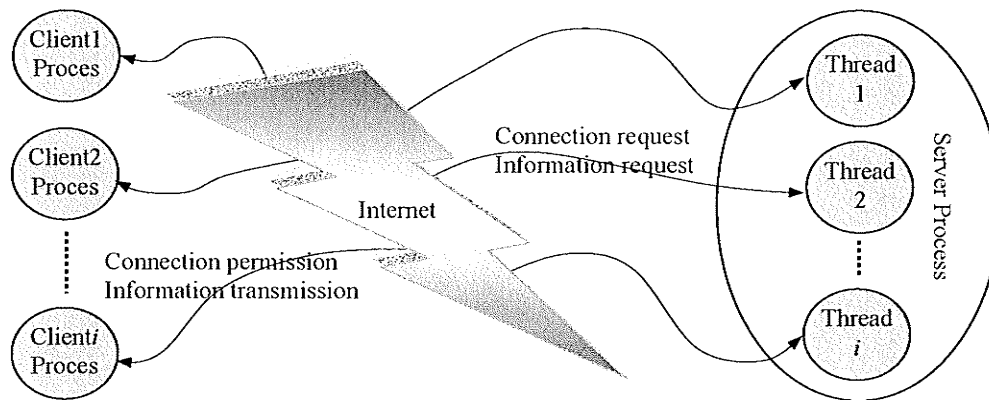 Client1
Proces
Client2
Proces
Connection permission
Information transmission
Clienti
Proces
Internet
Connection request
Information request
Thread
1
Thread
2
Thread
i
Server Process